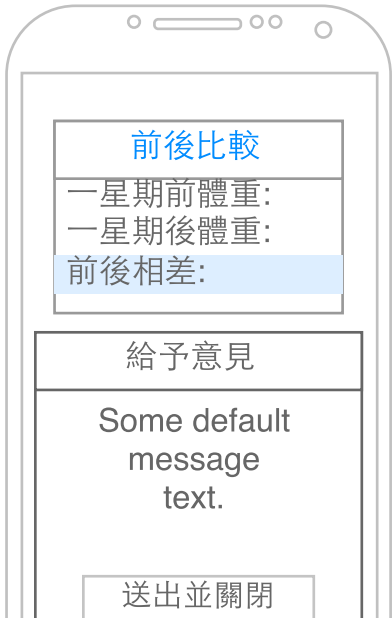 前後比較
一星期前體重:
一星期後體重:
前後相差:
給予意見
Some default
message
text.
送出並關閉